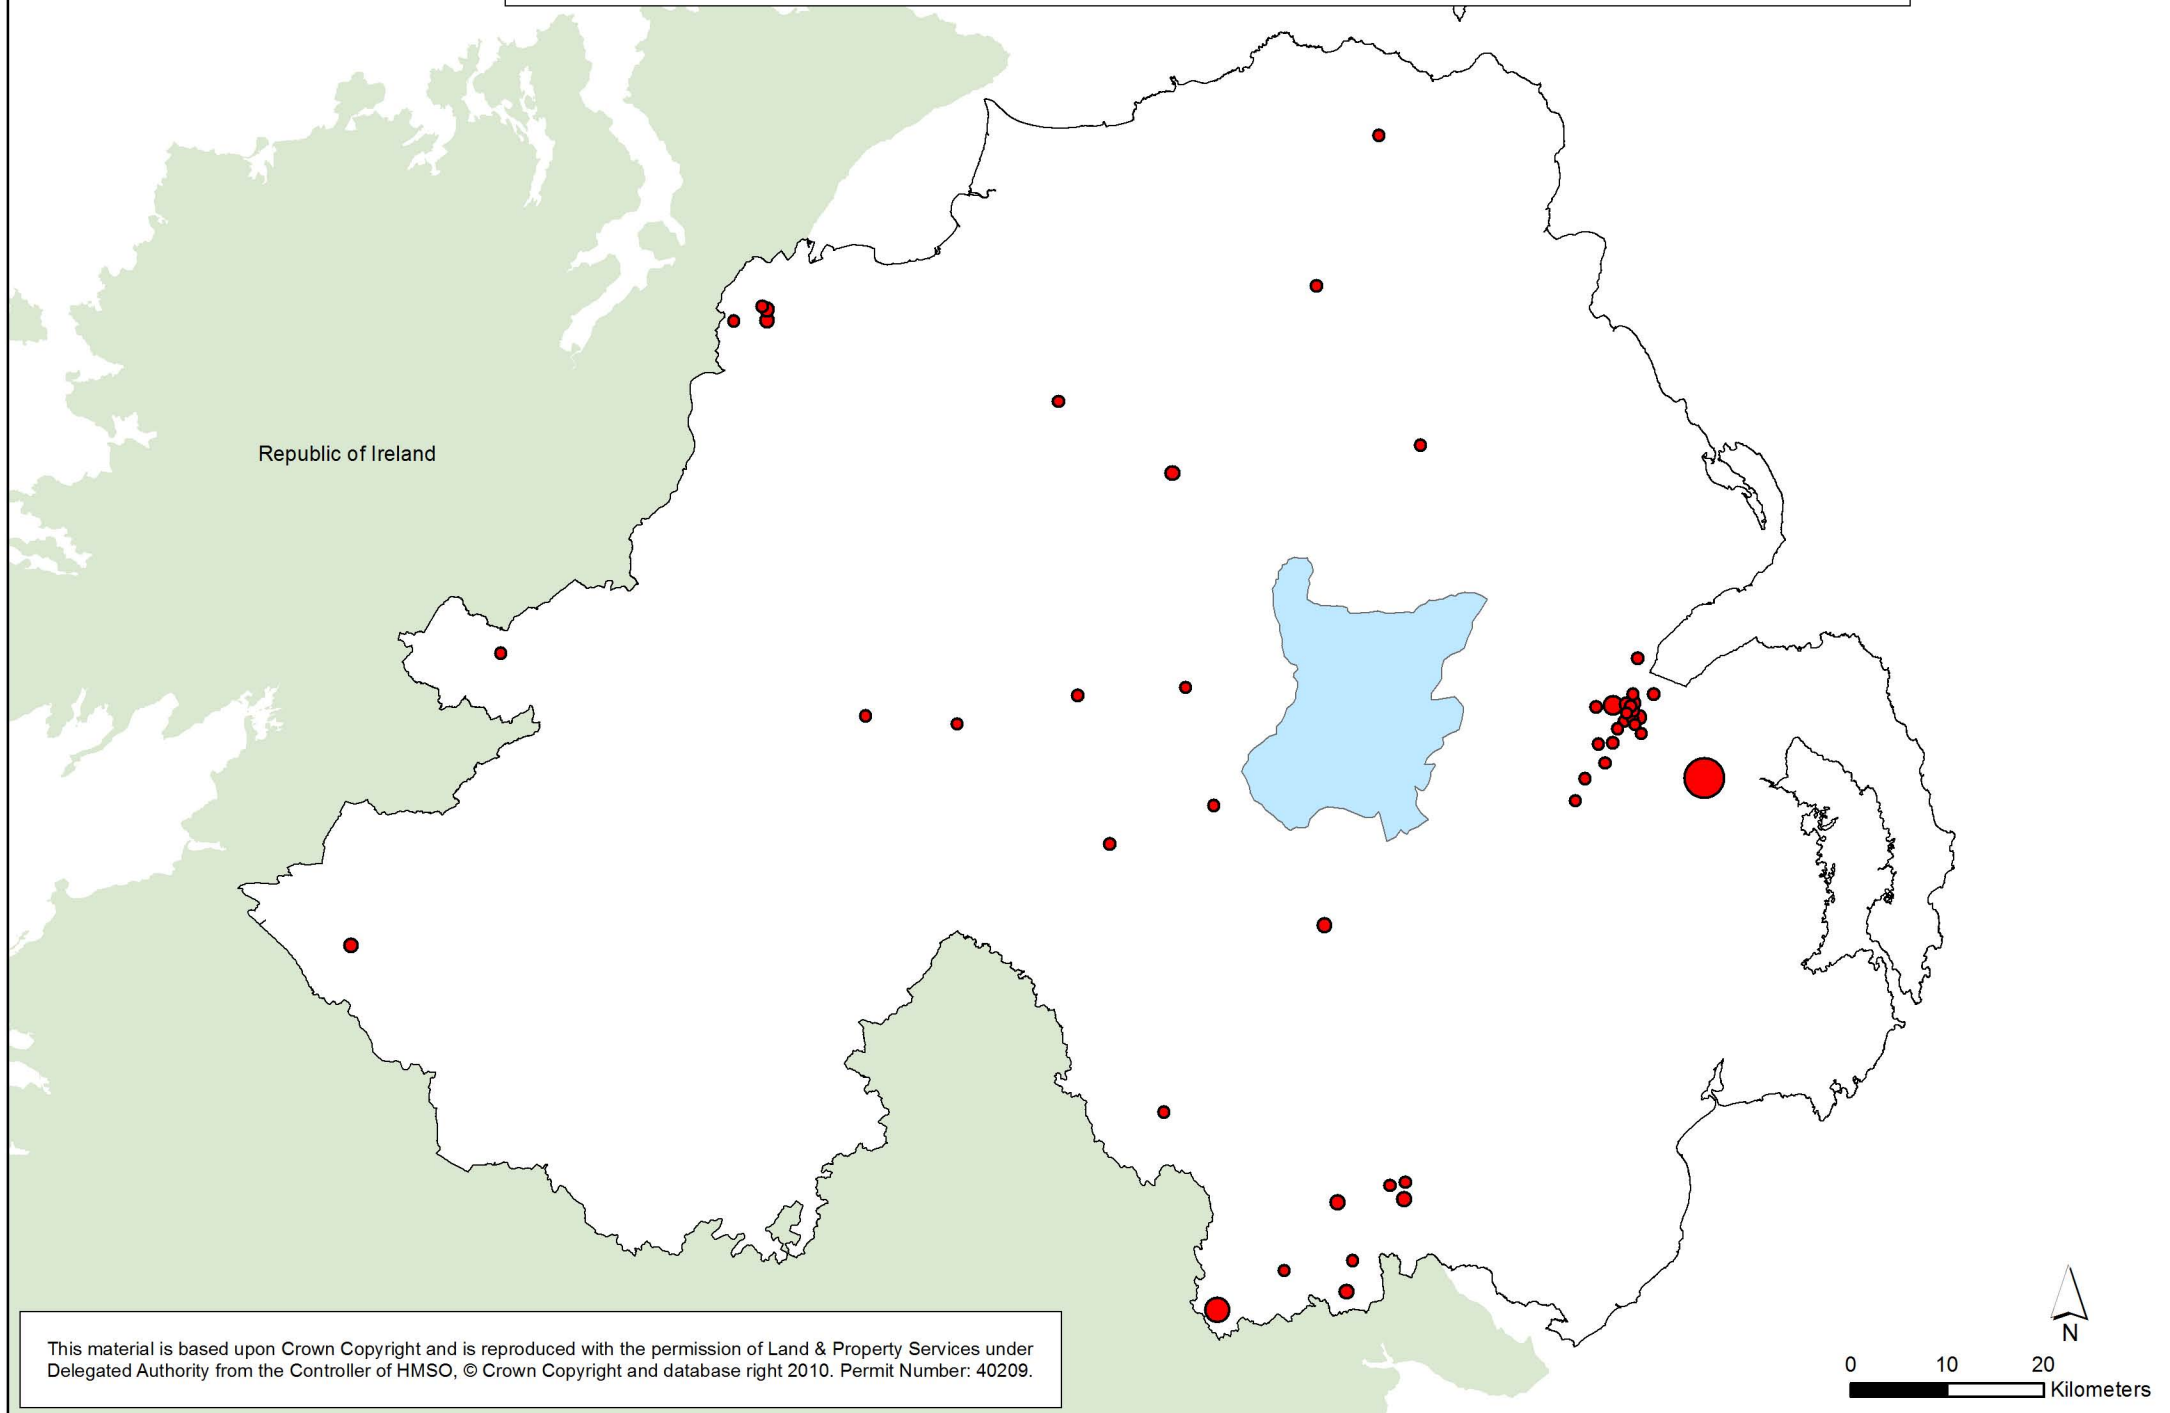 Republic of Ireland
This material is based upon Crown Copyright and is reproduced with the permission of Land & Property Services under
Delegated Authority from the Controller of HMSO, © Crown Copyright and database right 2010. Permit Number: 40209.
N
0 10 20
Kilometers